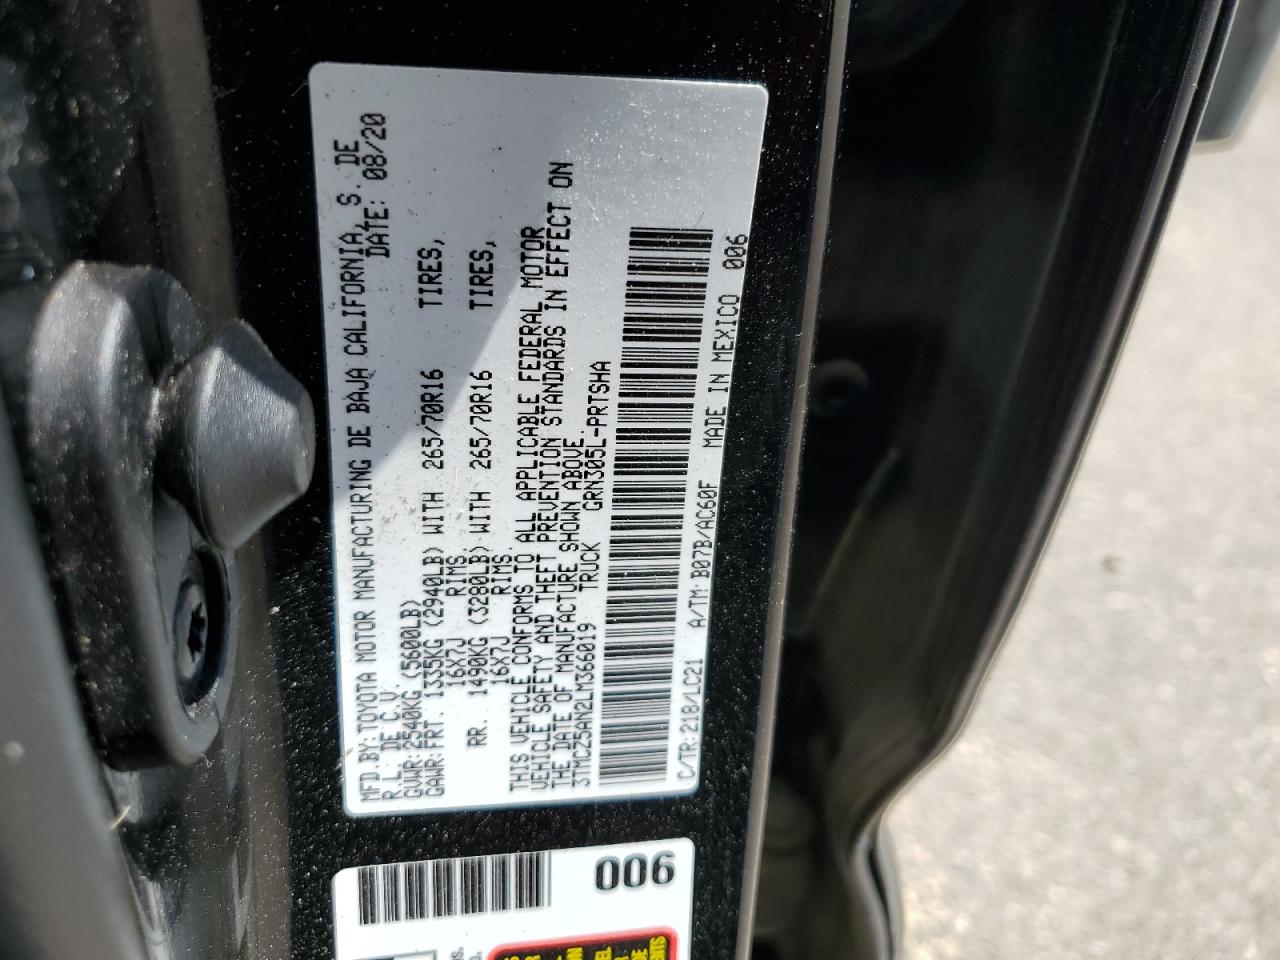 MFD.BY:TOYOTA MOTOR MANUFACTURING DE BAJA CALIFORNIA, S. DE
R.L. DE C.V. DATE: 08/20
GVWR:2540KG (5600LB)
GAWR:FRT. 1335KG (2940LB) WITH 265/70R16 TIRES,
16X7J RIMS.
RR. 1490KG (3280LB) WITH 265/70R16 TIRES,
16X7J RIMS.
THIS VEHICLE CONFORMS TO ALL APPLICABLE FEDERAL MOTOR
VEHICLE SAFETY AND THEFT PREVENTION STANDARDS IN EFFECT ON
THE DATE OF MANUFACTURE SHOWN ABOVE.
3TMCZ5AN2LM366019 TRUCK GRN305L-PRTSHA
C/TR:218/LC21 A/TM:B07B/AC60F MADE IN MEXICO 006
006